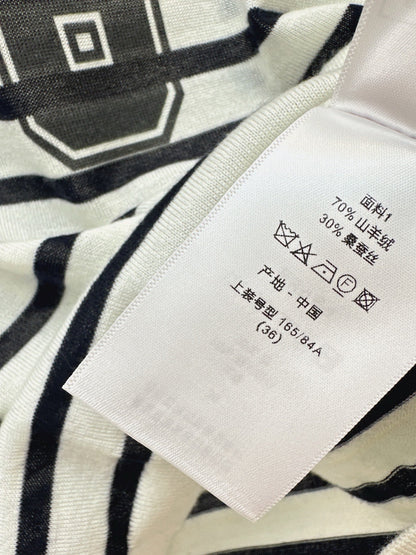 面料1
70% 山羊绒
30% 桑蚕丝
产地 - 中国
上装号型 165/84A
(36)